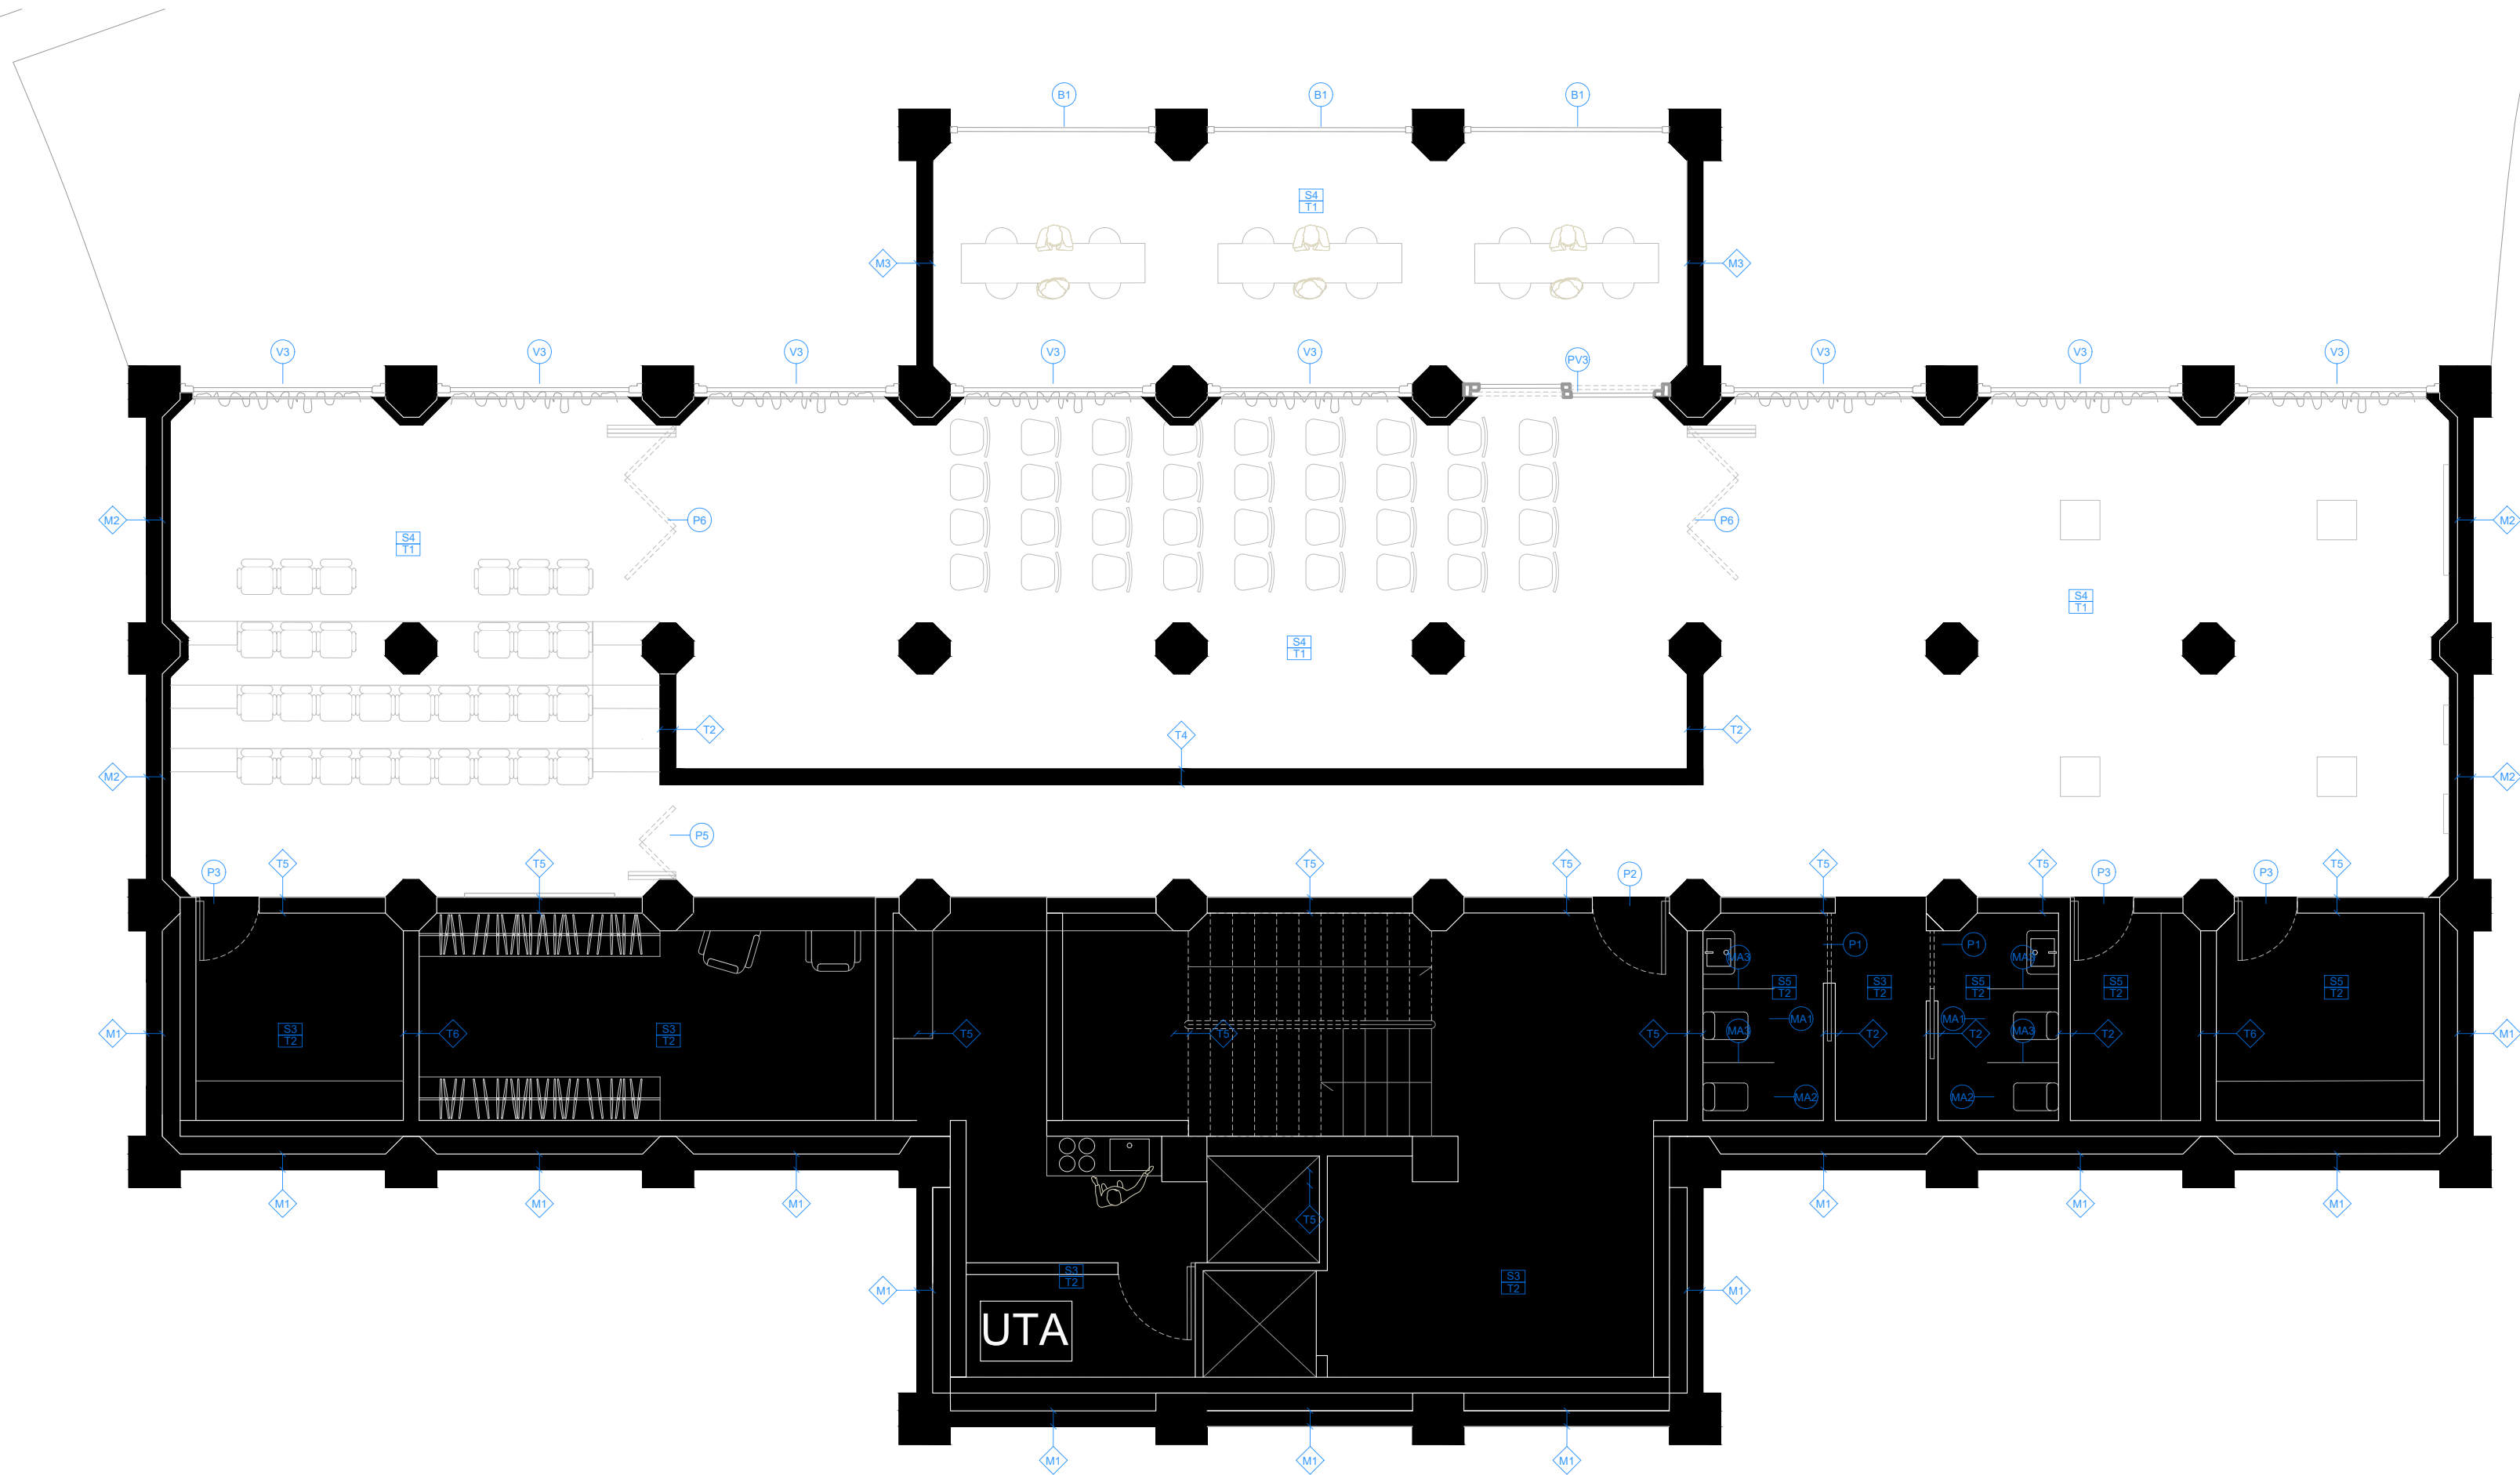 B1 B1 B1
S4
T1
M3 M3
V3 V3 V3 V3 V3 PV3 V3 V3 V3
M2 P6 P6 M2
S4
T1
S4
T1
S4
T1
T2 T4 T2
M2 M2
P5
P3 T5 T5 T5 T5 P2 T5 T5 P3 P3 T5
P1 P1
MA3 MA3
S5 S3 S5 S5 S5
T2 T2 T2 T2 T2
MA1 MA1
S3 S3
T2 T2
M1 T6 T5 T5 T5 MA3 T2 T2 MA3 T2 T6 M1
MA2 MA2
M1 M1 M1 M1 M1 M1
T5
S3
T2
S3
T2
M1 M1
UTA
M1 M1 M1